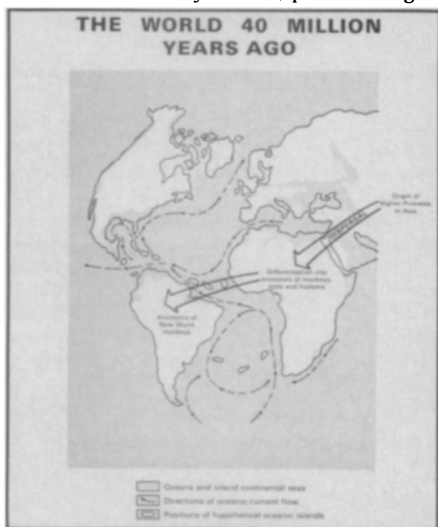 THE WORLD 40 MILLION
YEARS AGO
Origin of
Higher Primates
in Asia
DISPERSAL
Differentiation into
ancestors of monkeys
apes and humans
Ancestors of
New World
monkeys
Oceans and inland continental seas
Directions of oceanic current flow
Positions of hypothetical oceanic islands